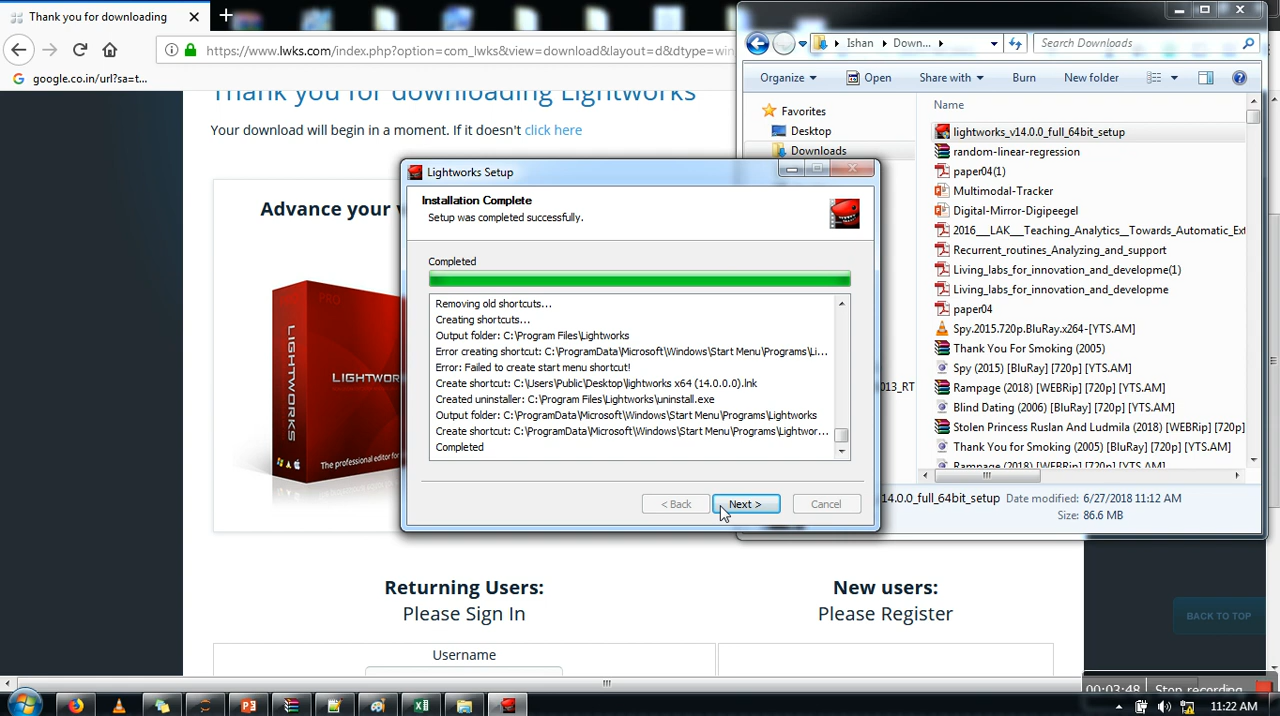 Thank you for downloading
https://www.lwks.com/index.php?option=com_lwks&view=download&layout=d&dtype=win
google.co.in/url?sa=t...
Thank you for downloading Lightworks
Your download will begin in a moment. If it doesn't click here
Advance your
LIGHTWORKS
LIGHTWOR
The professional editor for
Lightworks Setup
Installation Complete
Setup was completed successfully.
Completed
Removing old shortcuts...
Creating shortcuts...
Output folder: C:\Program Files\Lightworks
Error creating shortcut: C:\ProgramData\Microsoft\Windows\Start Menu\Programs\Li...
Error: Failed to create start menu shortcut!
Create shortcut: C:\Users\Public\Desktop\lightworks x64 (14.0.0.0).lnk
Created uninstaller: C:\Program Files\Lightworks\uninstall.exe
Output folder: C:\ProgramData\Microsoft\Windows\Start Menu\Programs\Lightworks
Create shortcut: C:\ProgramData\Microsoft\Windows\Start Menu\Programs\Lightwor...
Completed
< Back Next > Cancel
Ishan Down... Search Downloads
Organize Open Share with Burn New folder
Favorites
Desktop
Downloads
Name
lightworks_v14.0.0_full_64bit_setup
random-linear-regression
paper04(1)
Multimodal-Tracker
Digital-Mirror-Digipeegel
2016___LAK__Teaching_Analytics__Towards_Automatic_Ext
Recurrent_routines_Analyzing_and_support
Living_labs_for_innovation_and_developme(1)
Living_labs_for_innovation_and_developme
paper04
Spy.2015.720p.BluRay.x264-[YTS.AM]
Thank You For Smoking (2005)
Spy (2015) [BluRay] [720p] [YTS.AM]
013_RT Rampage (2018) [WEBRip] [720p] [YTS.AM]
Blind Dating (2006) [BluRay] [720p] [YTS.AM]
Stolen Princess Ruslan And Ludmila (2018) [WEBRip] [720p]
Thank You for Smoking (2005) [BluRay] [720p] [YTS.AM]
Rampage (2018) [WEBRip] [720p] [YTS.AM]
14.0.0_full_64bit_setup Date modified: 6/27/2018 11:12 AM
Size: 86.6 MB
Returning Users:
Please Sign In
Username
New users:
Please Register
BACK TO TOP
00:03:48 Stop recording
11:22 AM